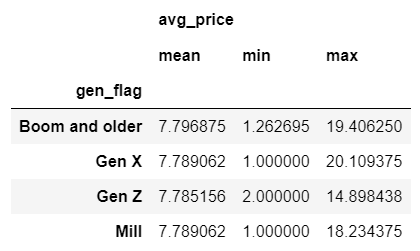 avg_price
mean min max
gen_flag
Boom and older 7.796875 1.262695 19.406250
Gen X 7.789062 1.000000 20.109375
Gen Z 7.785156 2.000000 14.898438
Mill 7.789062 1.000000 18.234375